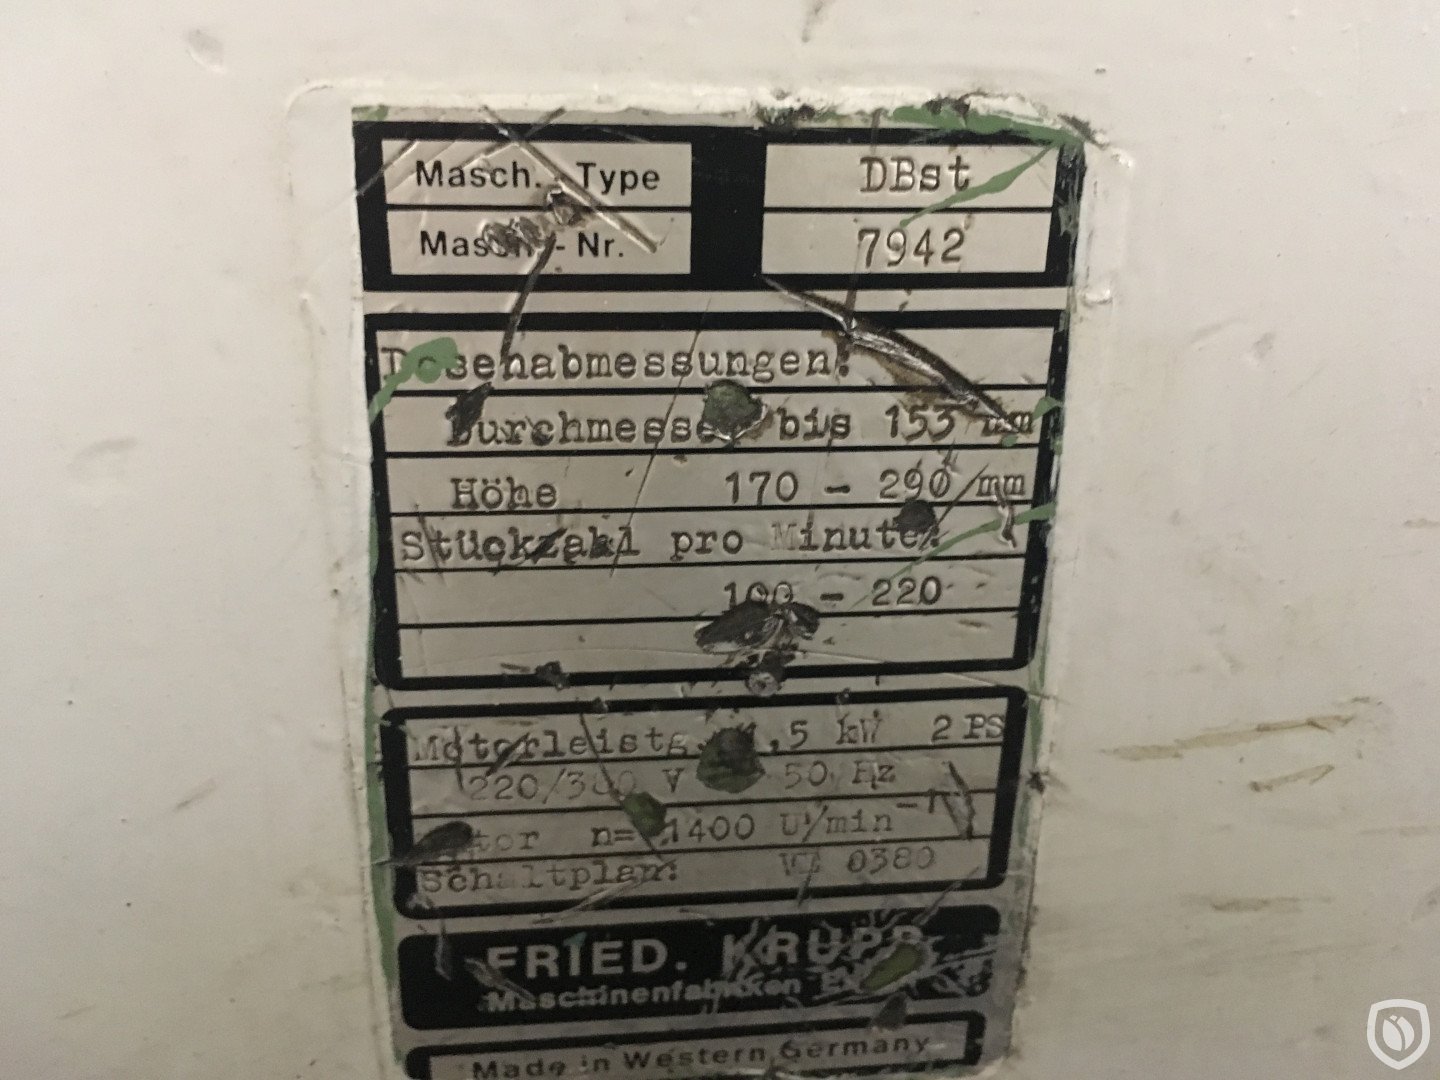 Masch.-Type DBst
Masch.-Nr. 7942
Dosenabmessungen:
Durchmesser bis 153 mm
Höhe 170 - 290 mm
Stückzahl pro Minute:
100 - 220
Motorleistg. 1,5 kW 2 PS
220/380 V 50 Hz
Motor n= 1400 U/min-1
Schaltplan: 0380
FRIED. KRUPP
Maschinenfabriken
Made in Western Germany